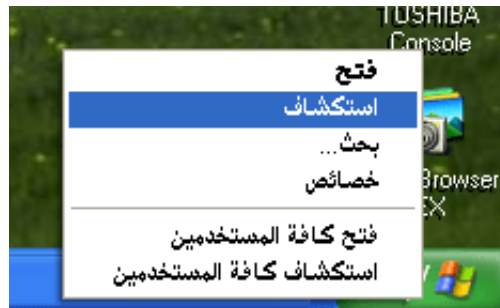 TOSHIBA
Console
فتح
استكشاف
بحث...
خصائص
Browser
EX
فتح كافة المستخدمين
استكشاف كافة المستخدمين